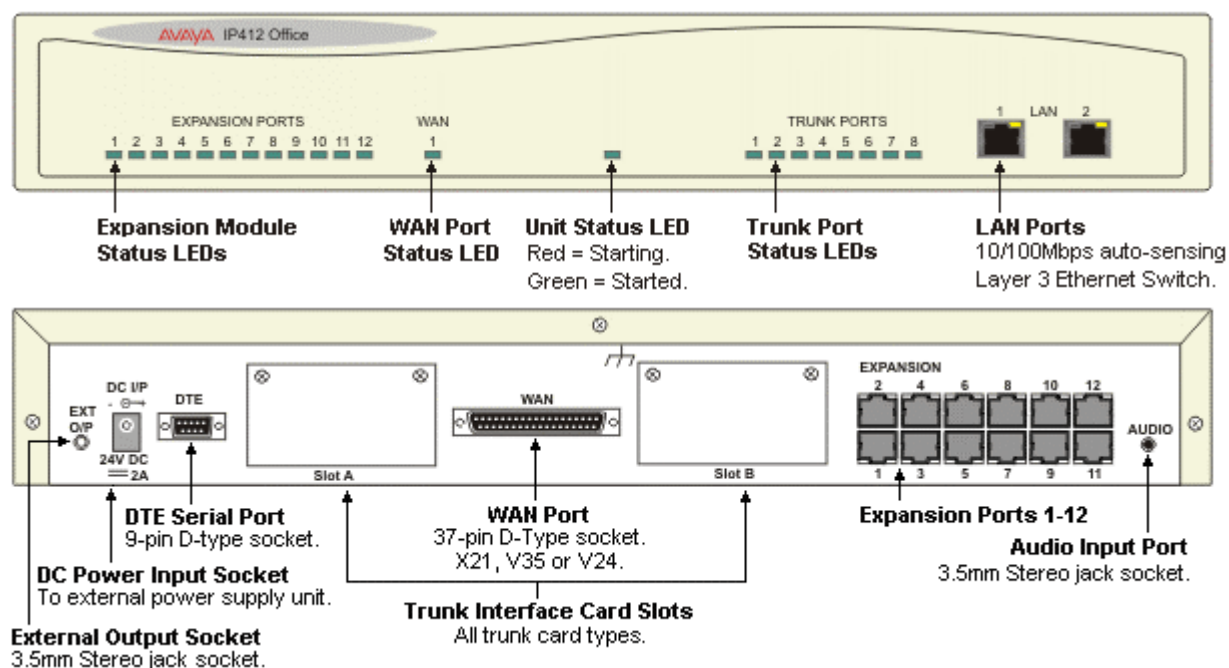 AVAYA IP412 Office
EXPANSION PORTS
1 2 3 4 5 6 7 8 9 10 11 12
WAN
1
TRUNK PORTS
1 2 3 4 5 6 7 8
1 LAN 2
Expansion Module
Status LEDs
WAN Port
Status LED
Unit Status LED
Red = Starting.
Green = Started.
Trunk Port
Status LEDs
LAN Ports
10/100Mbps auto-sensing
Layer 3 Ethernet Switch.
EXT
O/P
DC I/P
- +
24V DC
2A
DTE
Slot A
WAN
Slot B
EXPANSION
2 4 6 8 10 12
1 3 5 7 9 11
AUDIO
DTE Serial Port
9-pin D-type socket.
WAN Port
37-pin D-Type socket.
X21, V35 or V24.
Expansion Ports 1-12
Audio Input Port
3.5mm Stereo jack socket.
DC Power Input Socket
To external power supply unit.
Trunk Interface Card Slots
All trunk card types.
External Output Socket
3.5mm Stereo jack socket.